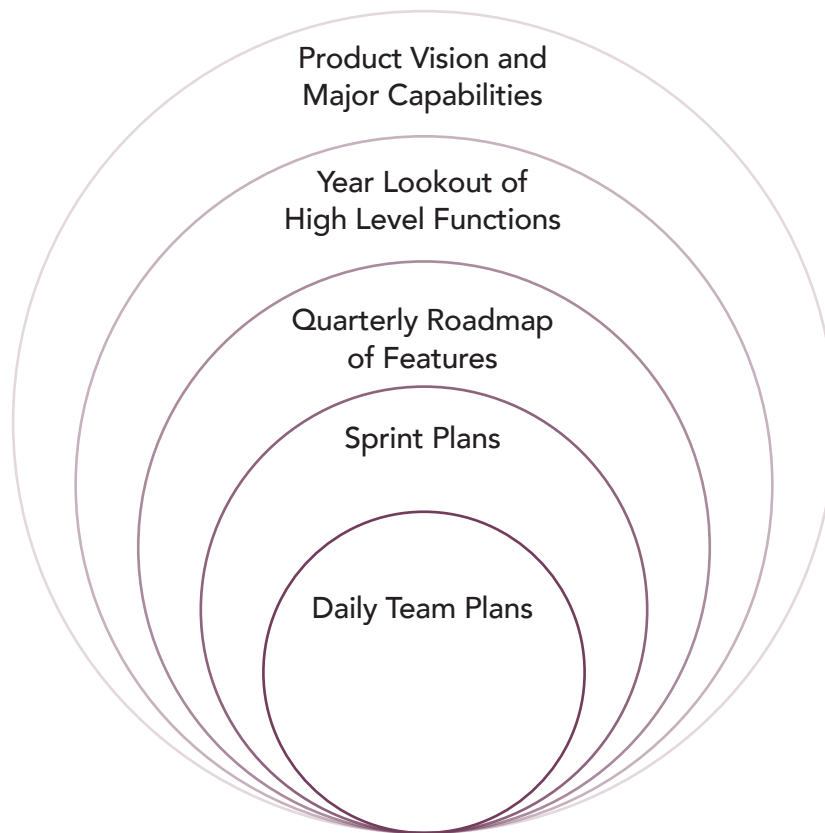 Product Vision and
Major Capabilities
Year Lookout of
High Level Functions
Quarterly Roadmap
of Features
Sprint Plans
Daily Team Plans